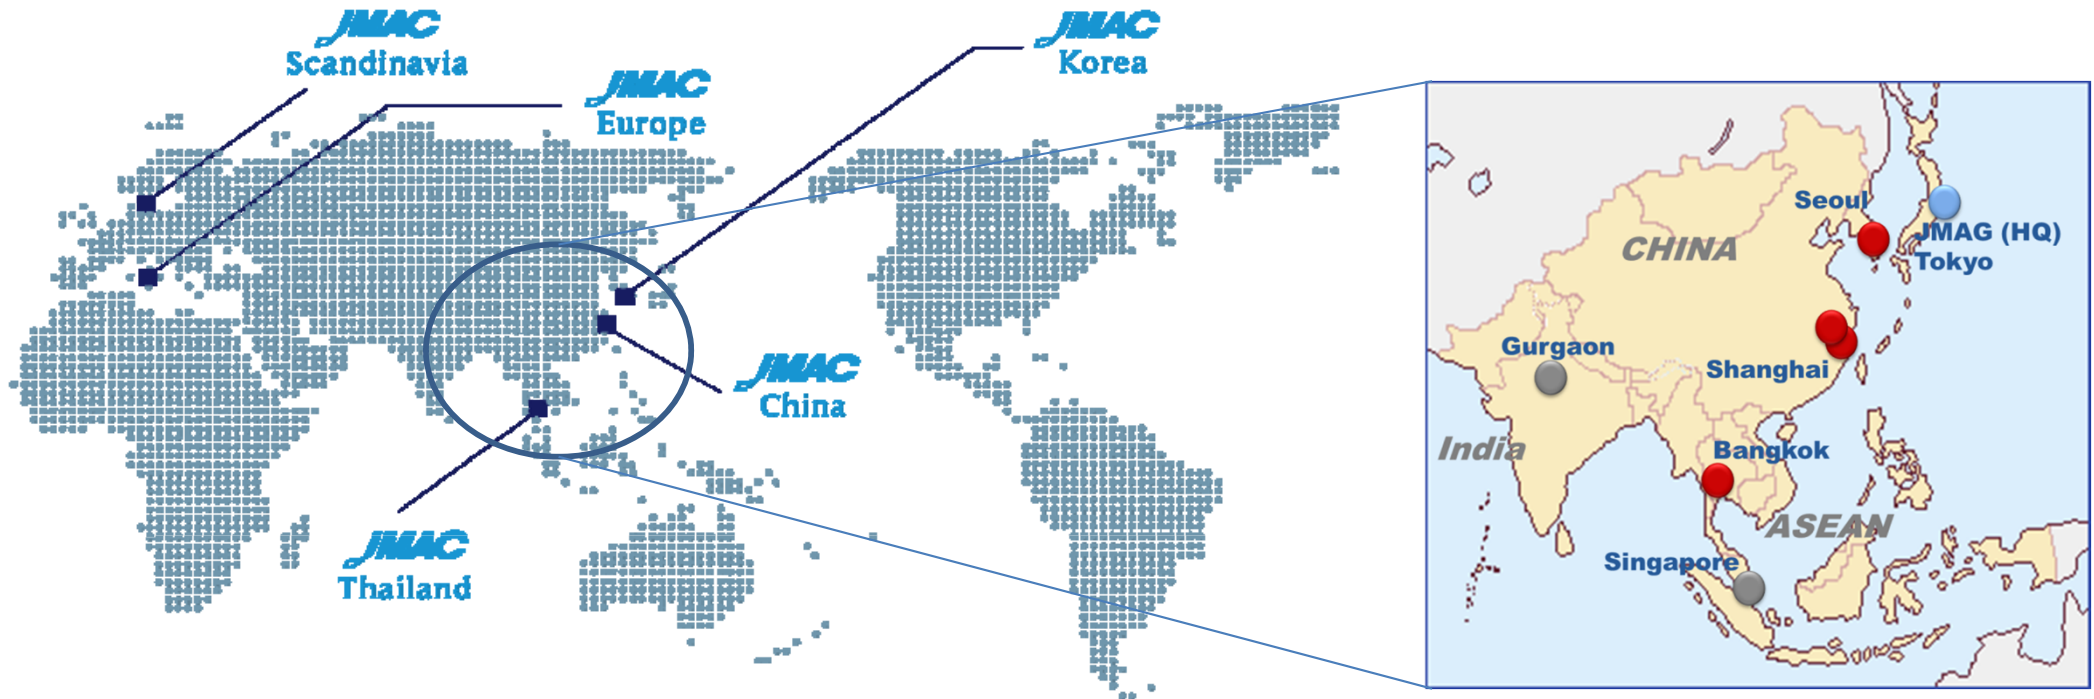 JMAC
Scandinavia
JMAC
Europe
JMAC
Korea
JMAC
China
JMAC
Thailand
Seoul
CHINA
JMAG (HQ)
Tokyo
Gurgaon
Shanghai
India
Bangkok
ASEAN
Singapore